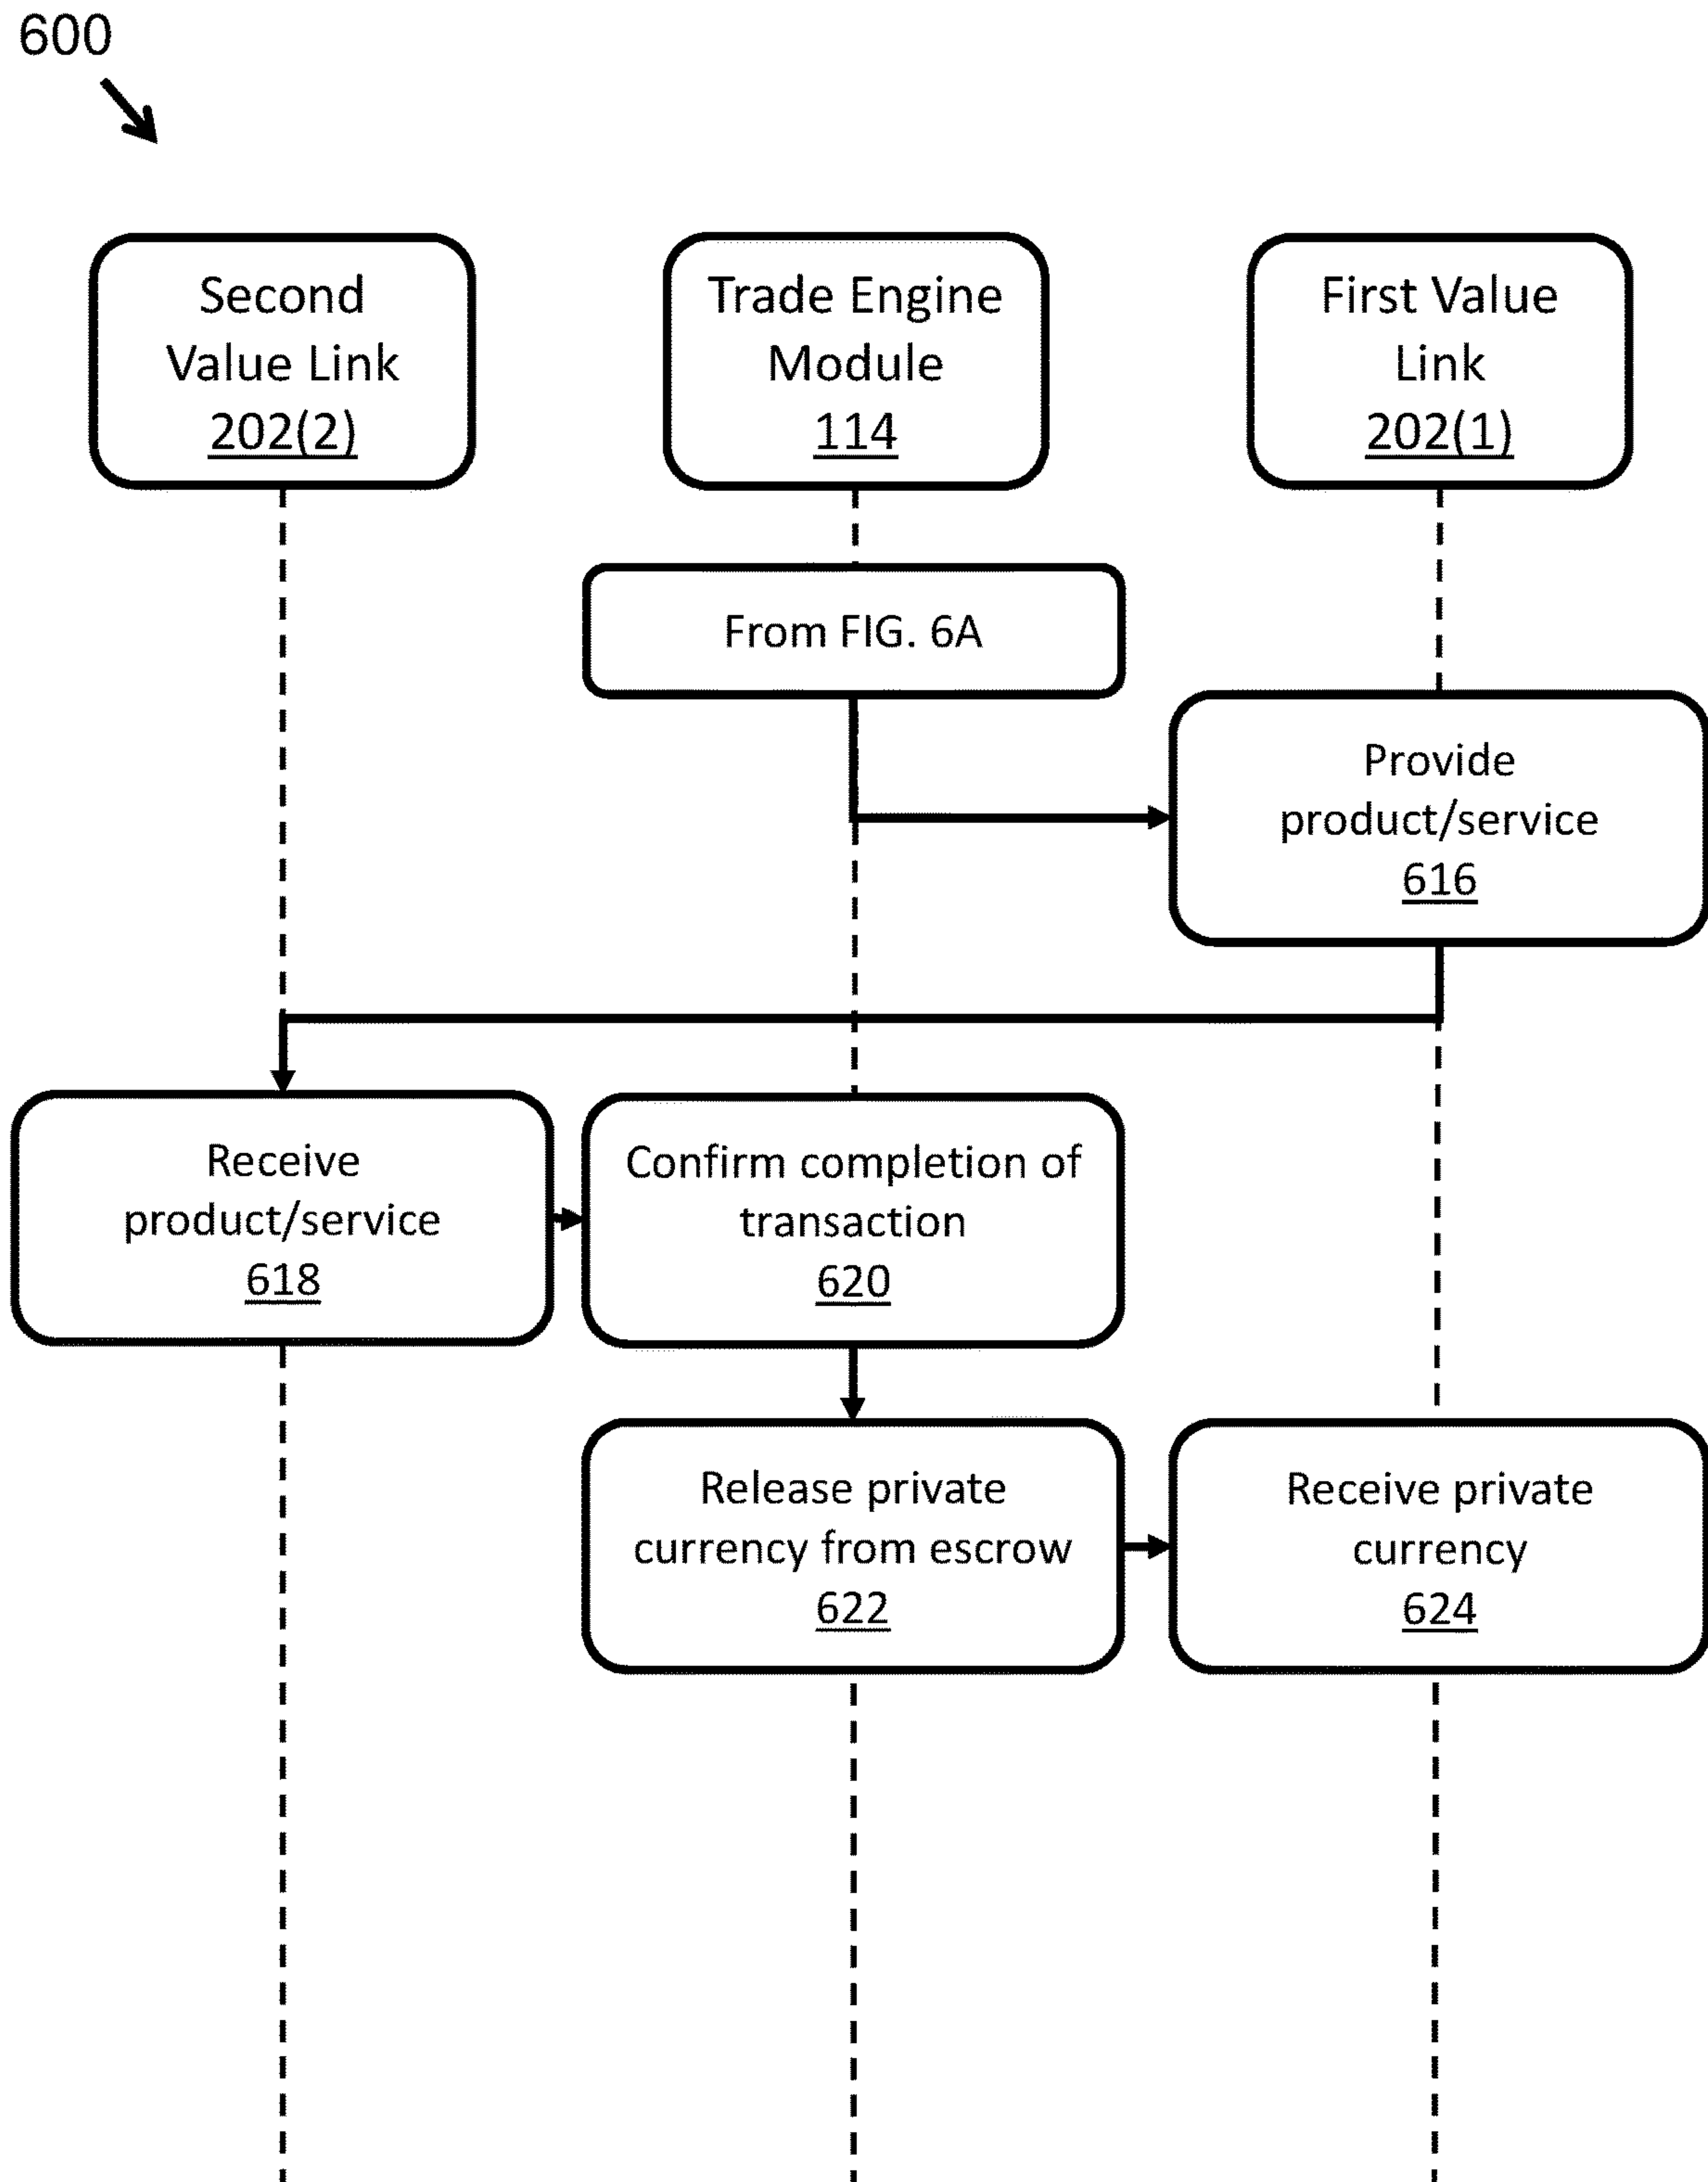 600
Second
Value Link
202(2)
Trade Engine
Module
114
First Value
Link
202(1)
From FIG. 6A
Provide
product/service
616
Receive
product/service
618
Confirm completion of
transaction
620
Release private
currency from escrow
622
Receive private
currency
624